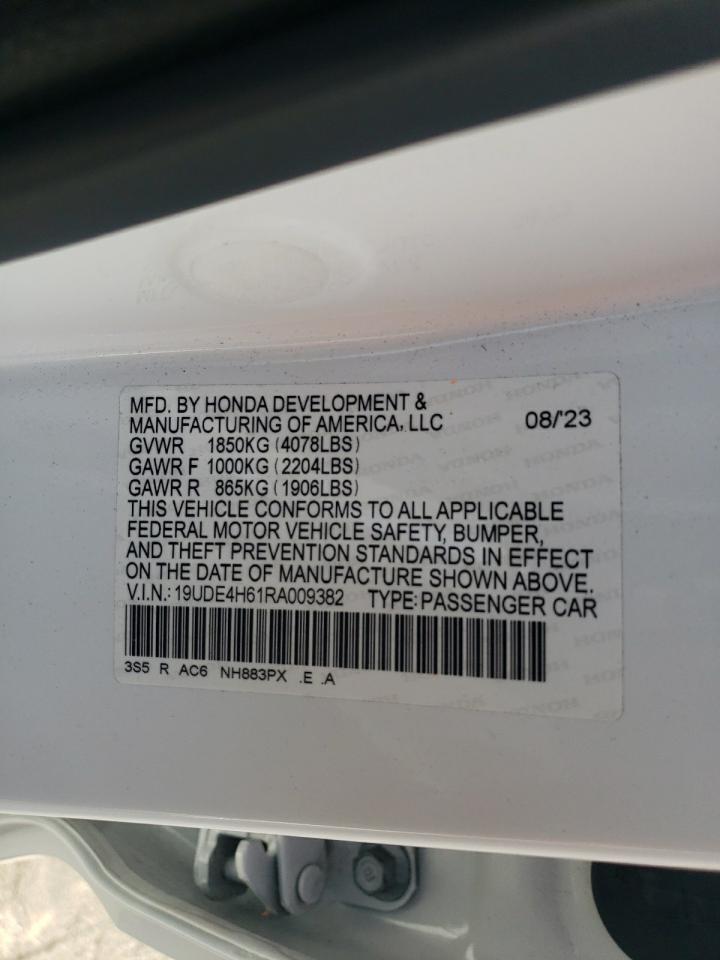 MFD. BY HONDA DEVELOPMENT &
MANUFACTURING OF AMERICA, LLC 08/'23
GVWR 1850KG (4078LBS)
GAWR F 1000KG (2204LBS)
GAWR R 865KG (1906LBS)
THIS VEHICLE CONFORMS TO ALL APPLICABLE
FEDERAL MOTOR VEHICLE SAFETY, BUMPER,
AND THEFT PREVENTION STANDARDS IN EFFECT
ON THE DATE OF MANUFACTURE SHOWN ABOVE.
V.I.N.: 19UDE4H61RA009382 TYPE: PASSENGER CAR
3S5 R AC6 NH883PX .E .A